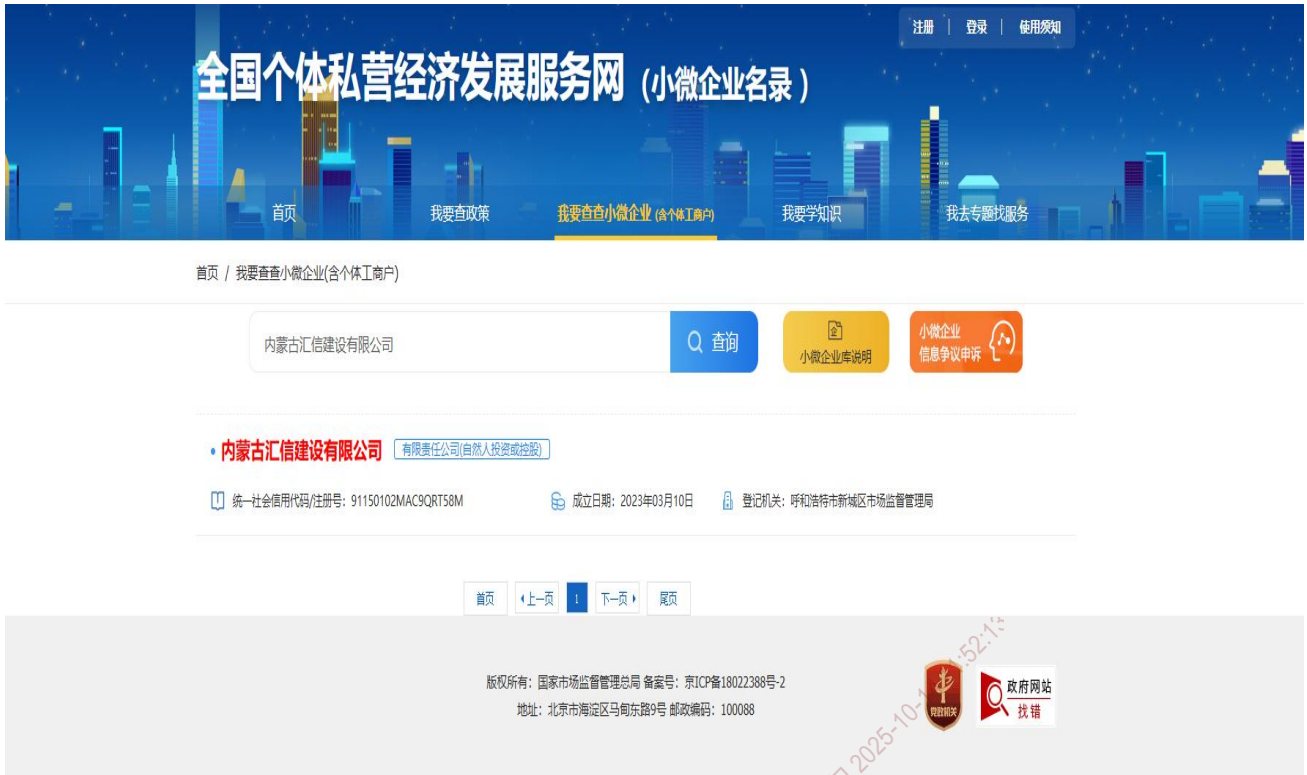 注册 | 登录 | 使用须知
全国个体私营经济发展服务网 (小微企业名录 )
首页 我要查政策 我要查查小微企业 (含个体工商户) 我要学知识 我去专题找服务
首页 / 我要查查小微企业(含个体工商户)
内蒙古汇信建设有限公司 查询 小微企业库说明 小微企业
信息争议申诉
• 内蒙古汇信建设有限公司 有限责任公司(自然人投资或控股)
统一社会信用代码/注册号：91150102MAC9QRT58M 成立日期：2023年03月10日 登记机关：呼和浩特市新城区市场监督管理局
首页 上一页 1 下一页 尾页
版权所有：国家市场监督管理总局 备案号：京ICP备18022388号-2
地址：北京市海淀区马甸东路9号 邮政编码：100088
党政机关
政府网站
找错
2025-10-1 :52:13